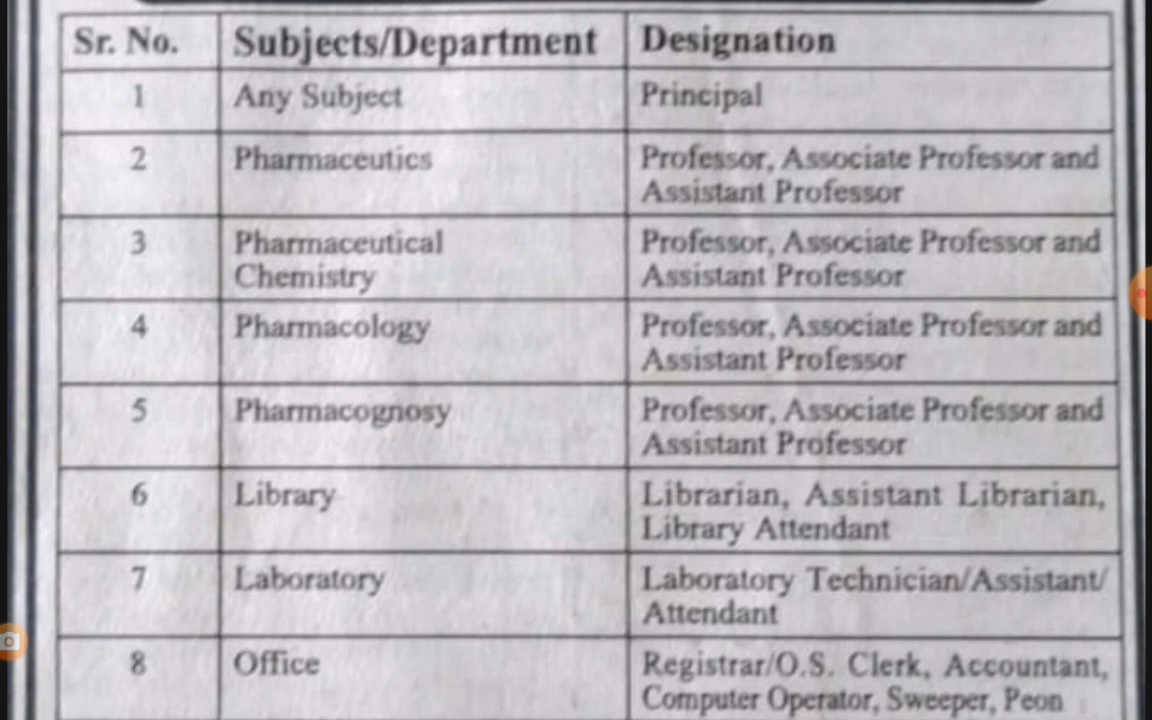 Sr. No. Subjects/Department Designation
1 Any Subject Principal
2 Pharmaceutics Professor, Associate Professor and
Assistant Professor
3 Pharmaceutical Professor, Associate Professor and
Chemistry Assistant Professor
4 Pharmacology Professor, Associate Professor and
Assistant Professor
5 Pharmacognosy Professor, Associate Professor and
Assistant Professor
6 Library Librarian, Assistant Librarian,
Library Attendant
7 Laboratory Laboratory Technician/Assistant/
Attendant
8 Office Registrar/O.S. Clerk, Accountant,
Computer Operator, Sweeper, Peon